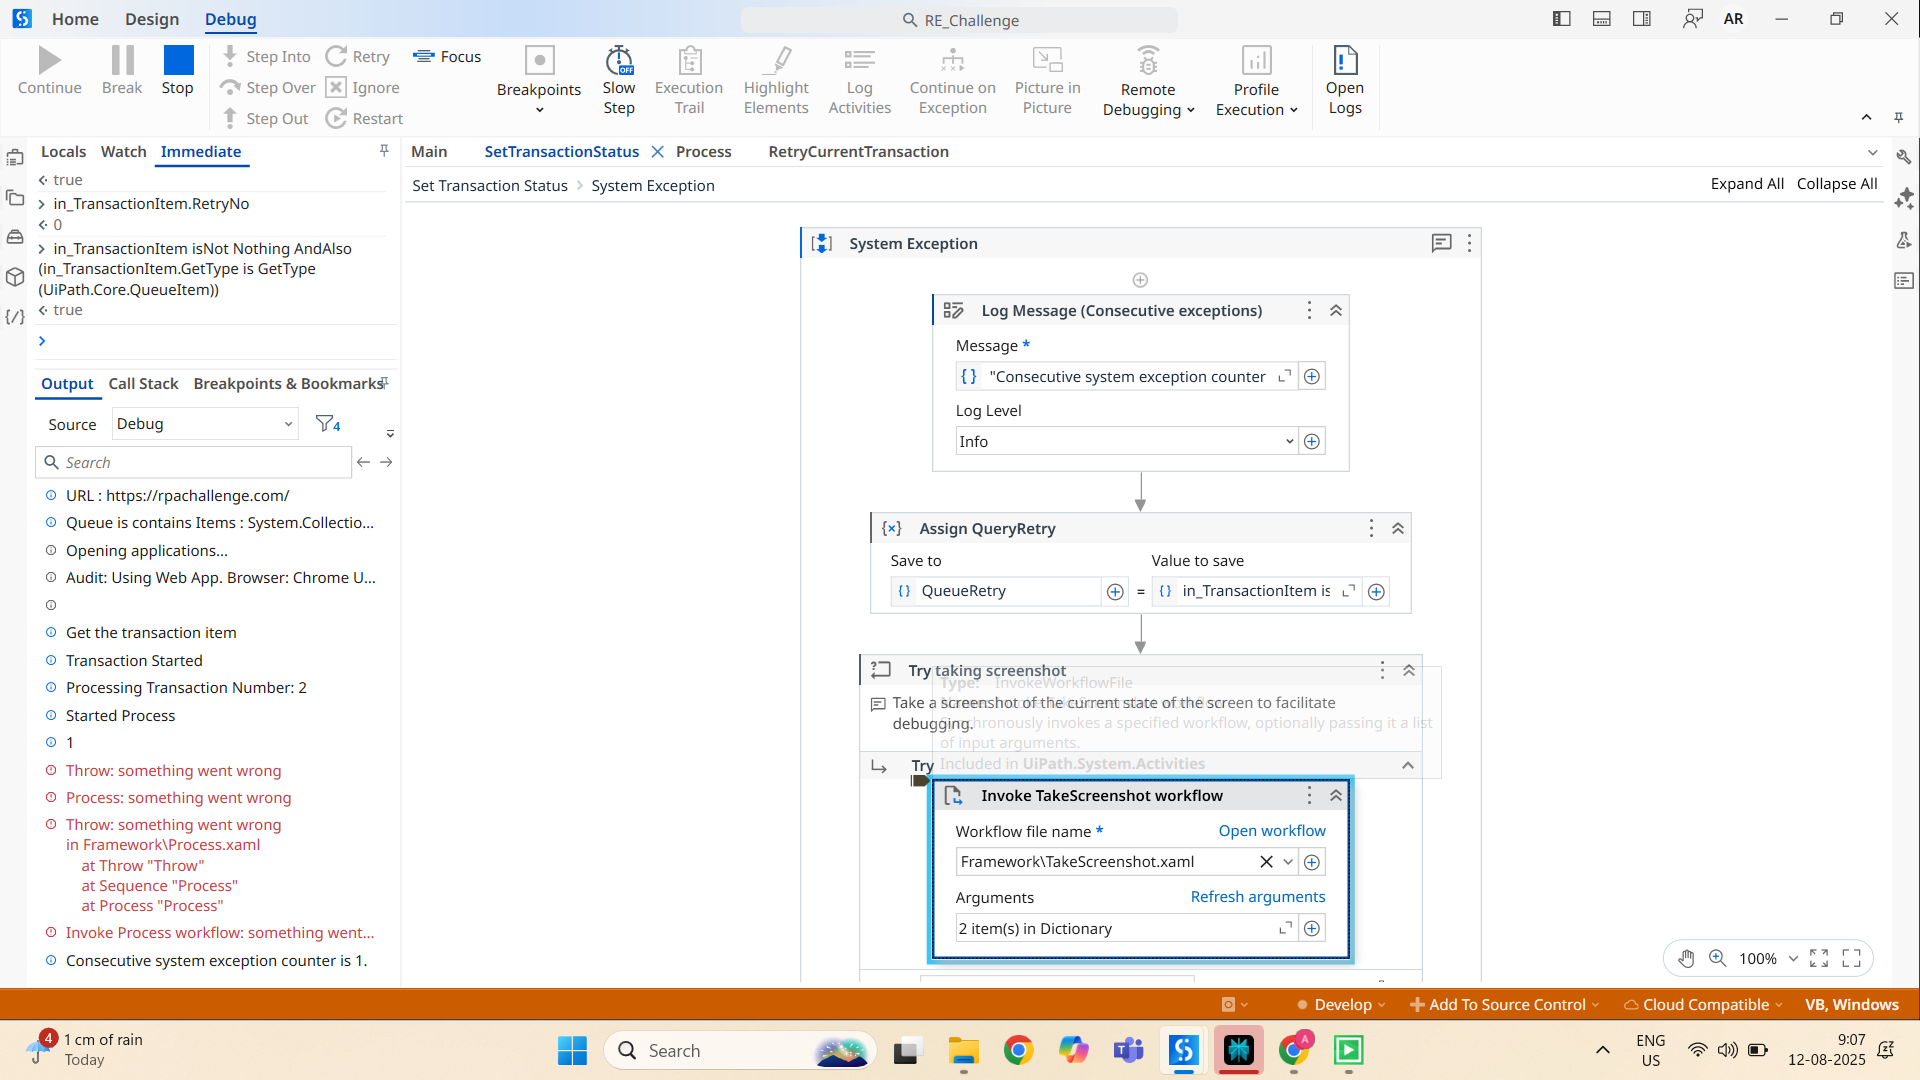 Home Design Debug
RE_Challenge
AR
Continue Break Stop
Step Into Retry Focus
Step Over Ignore
Step Out Restart
Breakpoints
Slow Step
Execution Trail
Highlight Elements
Log Activities
Continue on Exception
Picture in Picture
Remote Debugging
Profile Execution
Open Logs
Locals Watch Immediate
true
in_TransactionItem.RetryNo
0
in_TransactionItem isNot Nothing AndAlso
(in_TransactionItem.GetType is GetType
(UiPath.Core.QueueItem))
true
Output Call Stack Breakpoints & Bookmarks
Source Debug 4
Search
URL : https://rpachallenge.com/
Queue is contains Items : System.Collectio...
Opening applications...
Audit: Using Web App. Browser: Chrome U...
Get the transaction item
Transaction Started
Processing Transaction Number: 2
Started Process
1
Throw: something went wrong
Process: something went wrong
Throw: something went wrong
in Framework\Process.xaml
at Throw "Throw"
at Sequence "Process"
at Process "Process"
Invoke Process workflow: something went...
Consecutive system exception counter is 1.
Main SetTransactionStatus Process RetryCurrentTransaction
Set Transaction Status System Exception
Expand All Collapse All
System Exception
Log Message (Consecutive exceptions)
Message *
"Consecutive system exception counter
Log Level
Info
Assign QueryRetry
Save to Value to save
QueueRetry = in_TransactionItem is
Try taking screenshot
Type: InvokeWorkflowFile
Take a screenshot of the current state of the screen to facilitate
debugging.
Synchronously invokes a specified workflow, optionally passing it a list
of input arguments.
Included in UiPath.System.Activities
Try
Invoke TakeScreenshot workflow
Workflow file name * Open workflow
Framework\TakeScreenshot.xaml
Arguments Refresh arguments
2 item(s) in Dictionary
100%
Develop Add To Source Control Cloud Compatible VB, Windows
4
1 cm of rain
Today
Search
A
ENG
US
9:07
12-08-2025